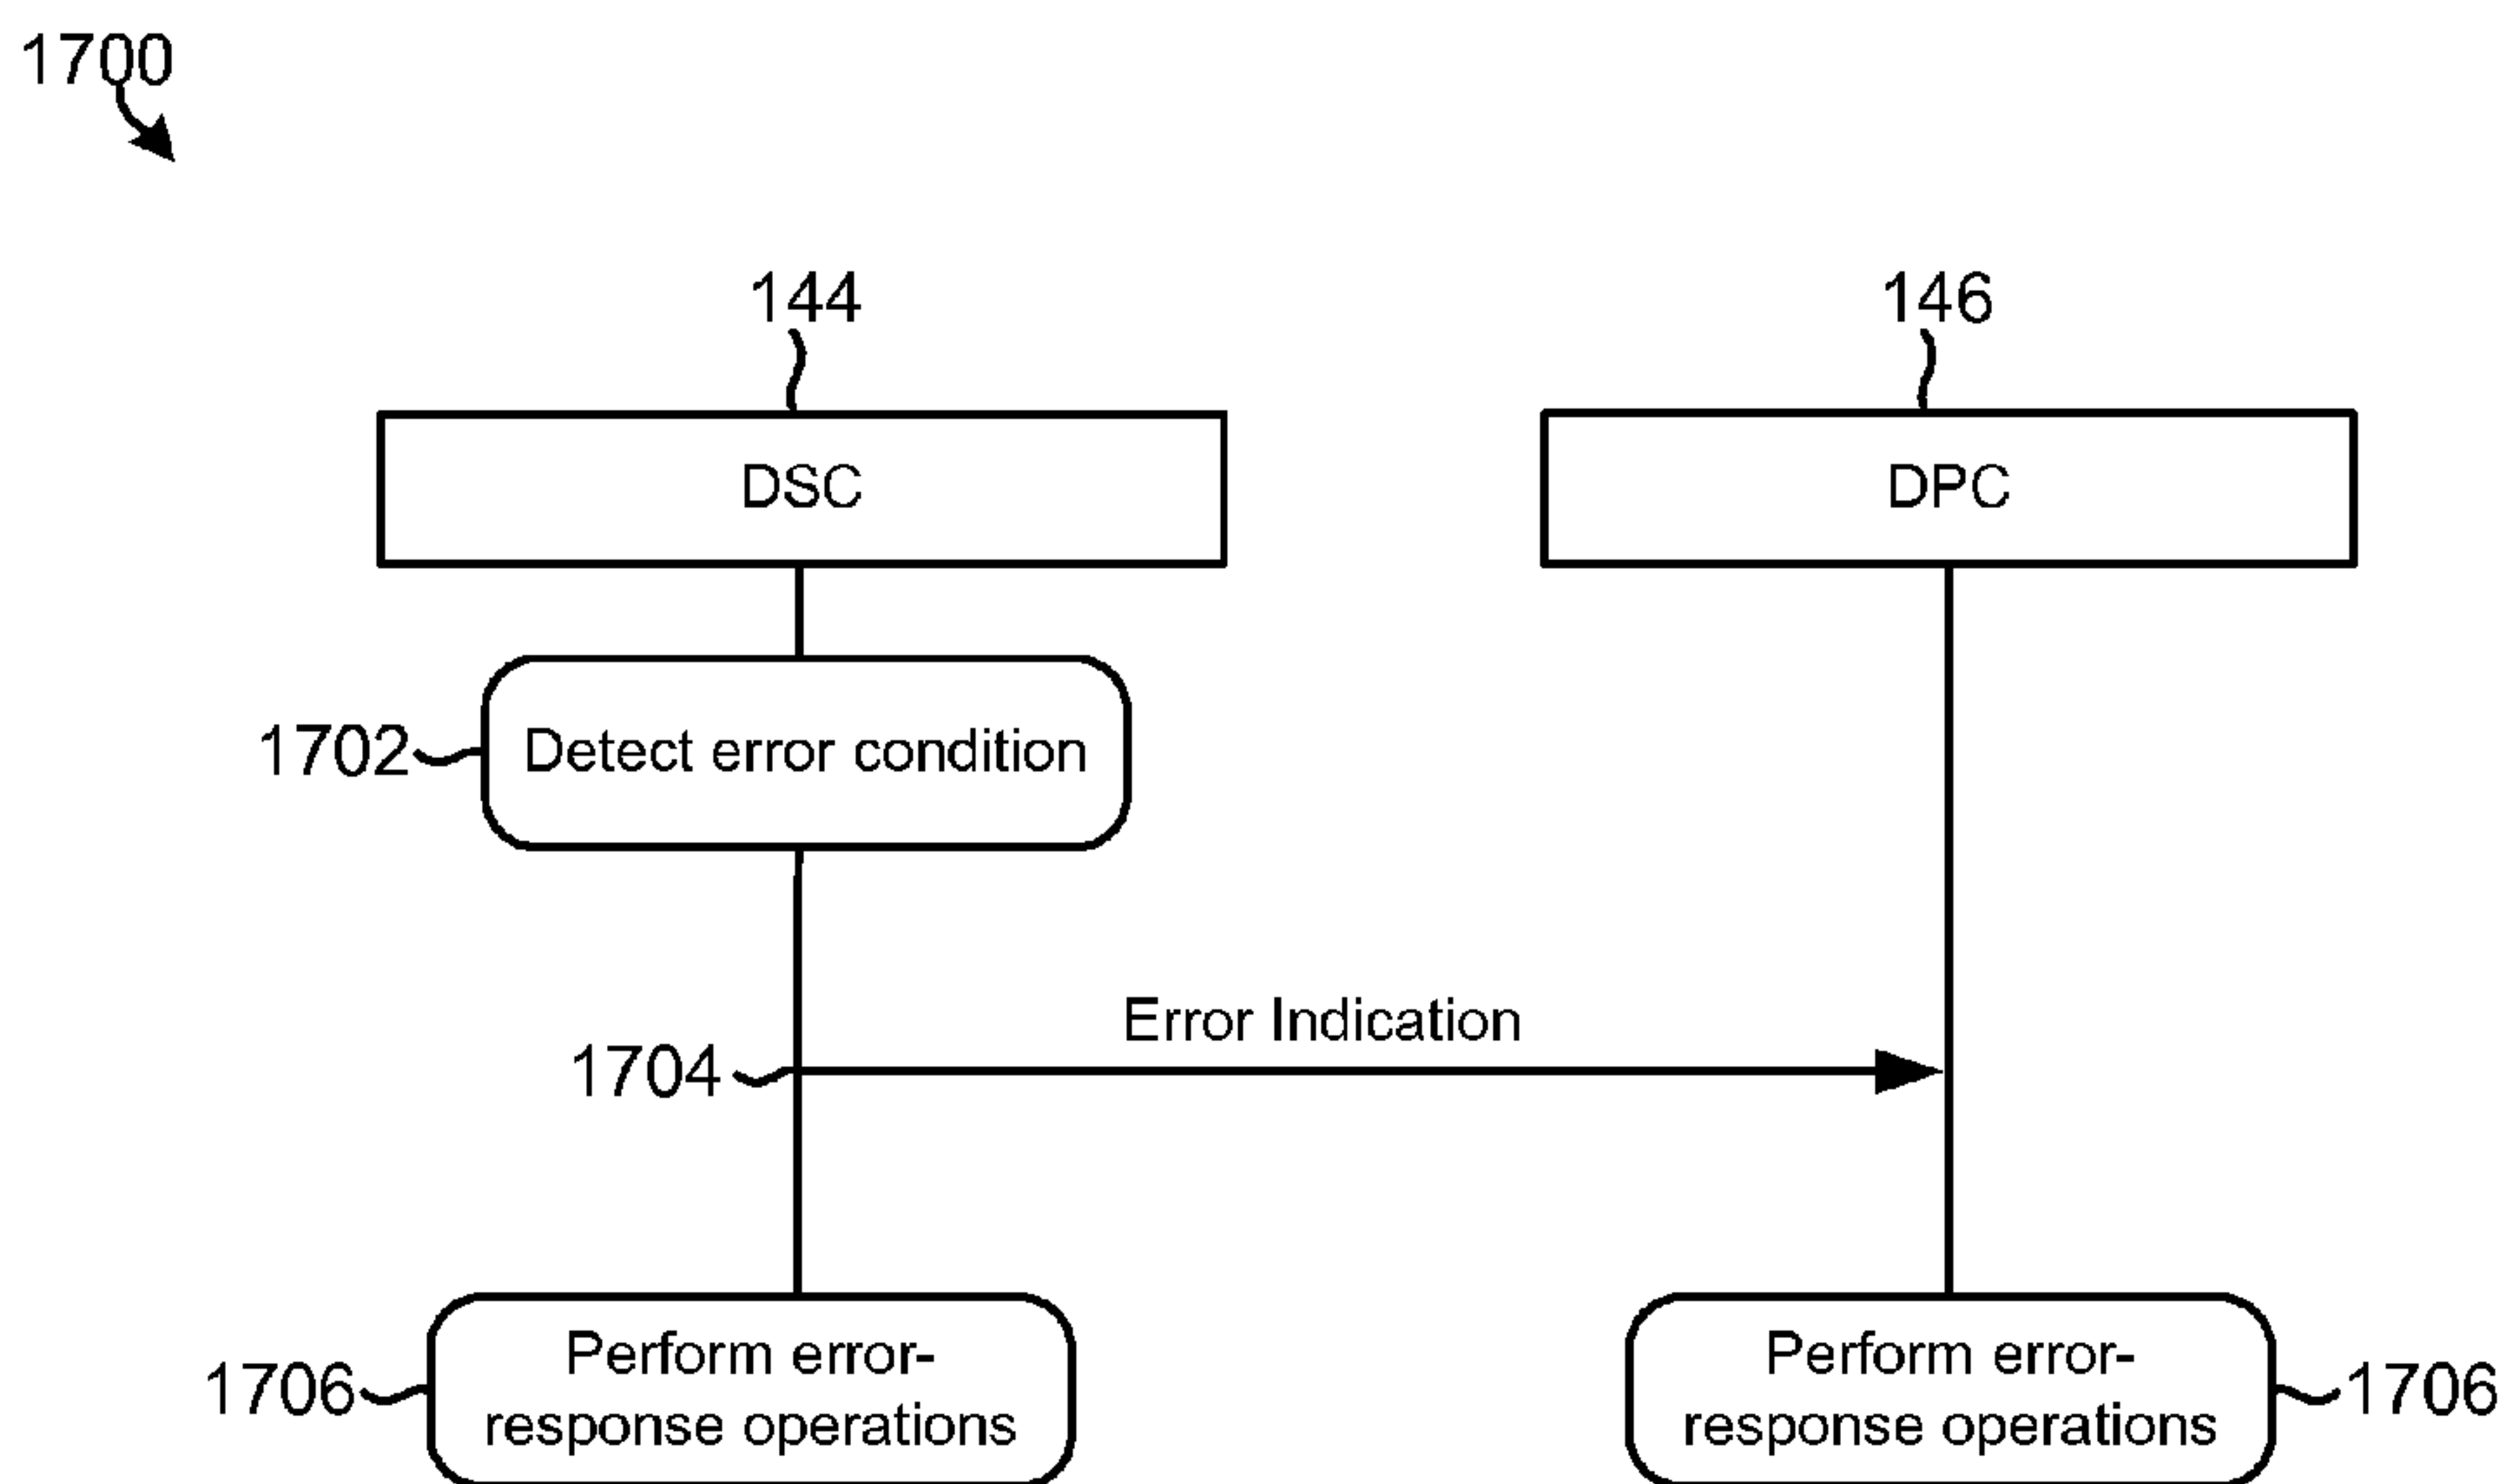 1700
144
146
DSC
DPC
1702
Detect error condition
Error Indication
1704
1706
Perform error-
response operations
Perform error-
response operations
1706